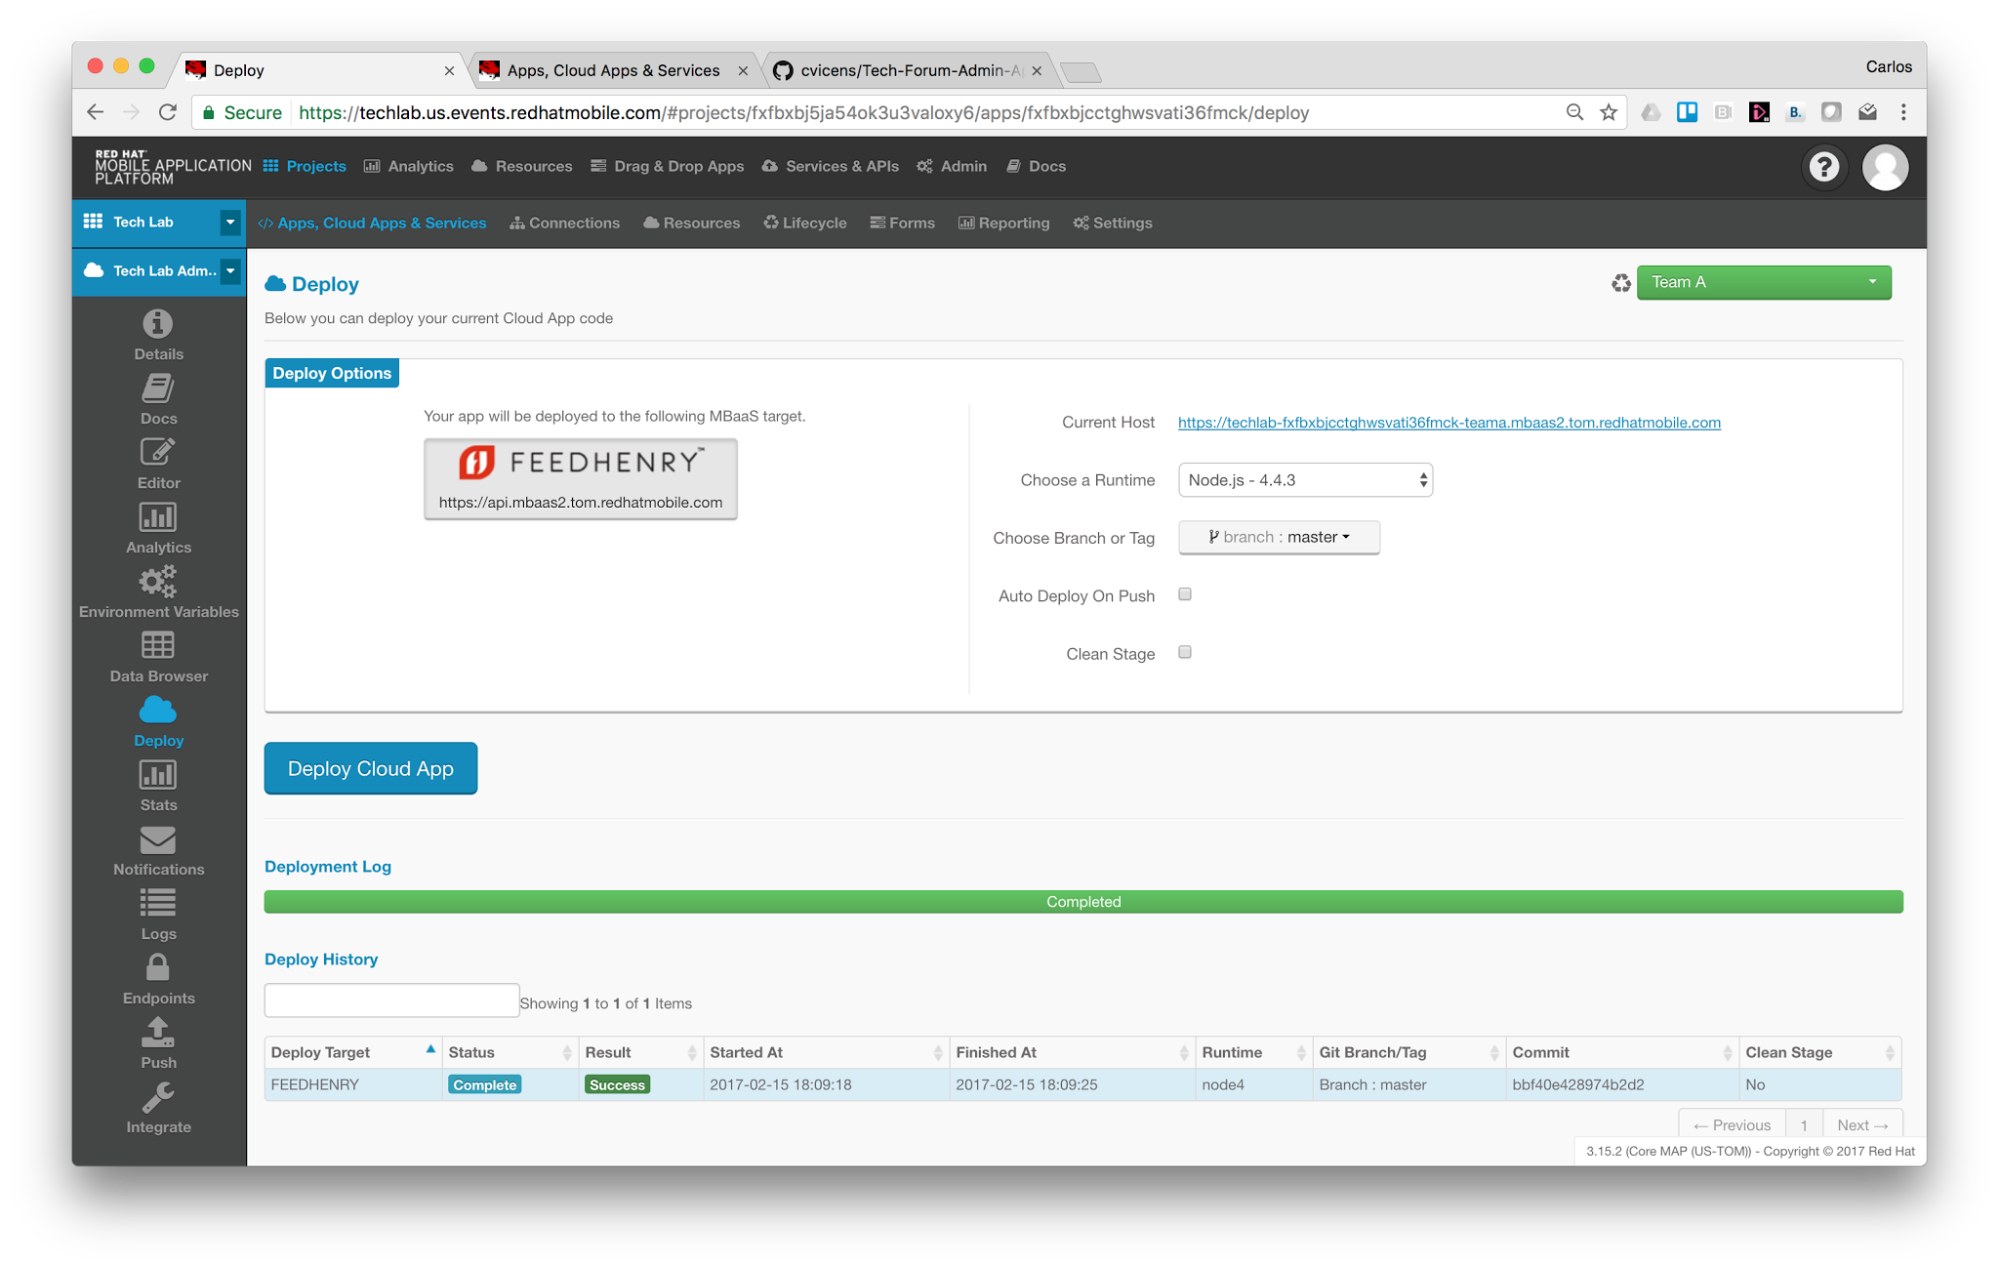 Deploy
Apps, Cloud Apps & Services
cvicens/Tech-Forum-Admin-A
Carlos
Secure https://techlab.us.events.redhatmobile.com/#projects/fxfbxbj5ja54ok3u3valoxy6/apps/fxfbxbjcctghwsvati36fmck/deploy
B.
RED HAT
MOBILE APPLICATION
PLATFORM
Projects Analytics Resources Drag & Drop Apps Services & APIs Admin Docs
?
Tech Lab
Apps, Cloud Apps & Services Connections Resources Lifecycle Forms Reporting Settings
Tech Lab Adm..
Details
Docs
Editor
Analytics
Environment Variables
Data Browser
Deploy
Stats
Notifications
Logs
Endpoints
Push
Integrate
Deploy
Team A
Below you can deploy your current Cloud App code
Deploy Options
Your app will be deployed to the following MBaaS target.
FEEDHENRY™
https://api.mbaas2.tom.redhatmobile.com
Current Host https://techlab-fxfbxbjcctghwsvati36fmck-teama.mbaas2.tom.redhatmobile.com
Choose a Runtime Node.js - 4.4.3
Choose Branch or Tag branch : master
Auto Deploy On Push
Clean Stage
Deploy Cloud App
Deployment Log
Completed
Deploy History
Showing 1 to 1 of 1 Items
Deploy Target Status Result Started At Finished At Runtime Git Branch/Tag Commit Clean Stage
FEEDHENRY Complete Success 2017-02-15 18:09:18 2017-02-15 18:09:25 node4 Branch : master bbf40e428974b2d2 No
← Previous 1 Next →
3.15.2 (Core MAP (US-TOM)) - Copyright © 2017 Red Hat